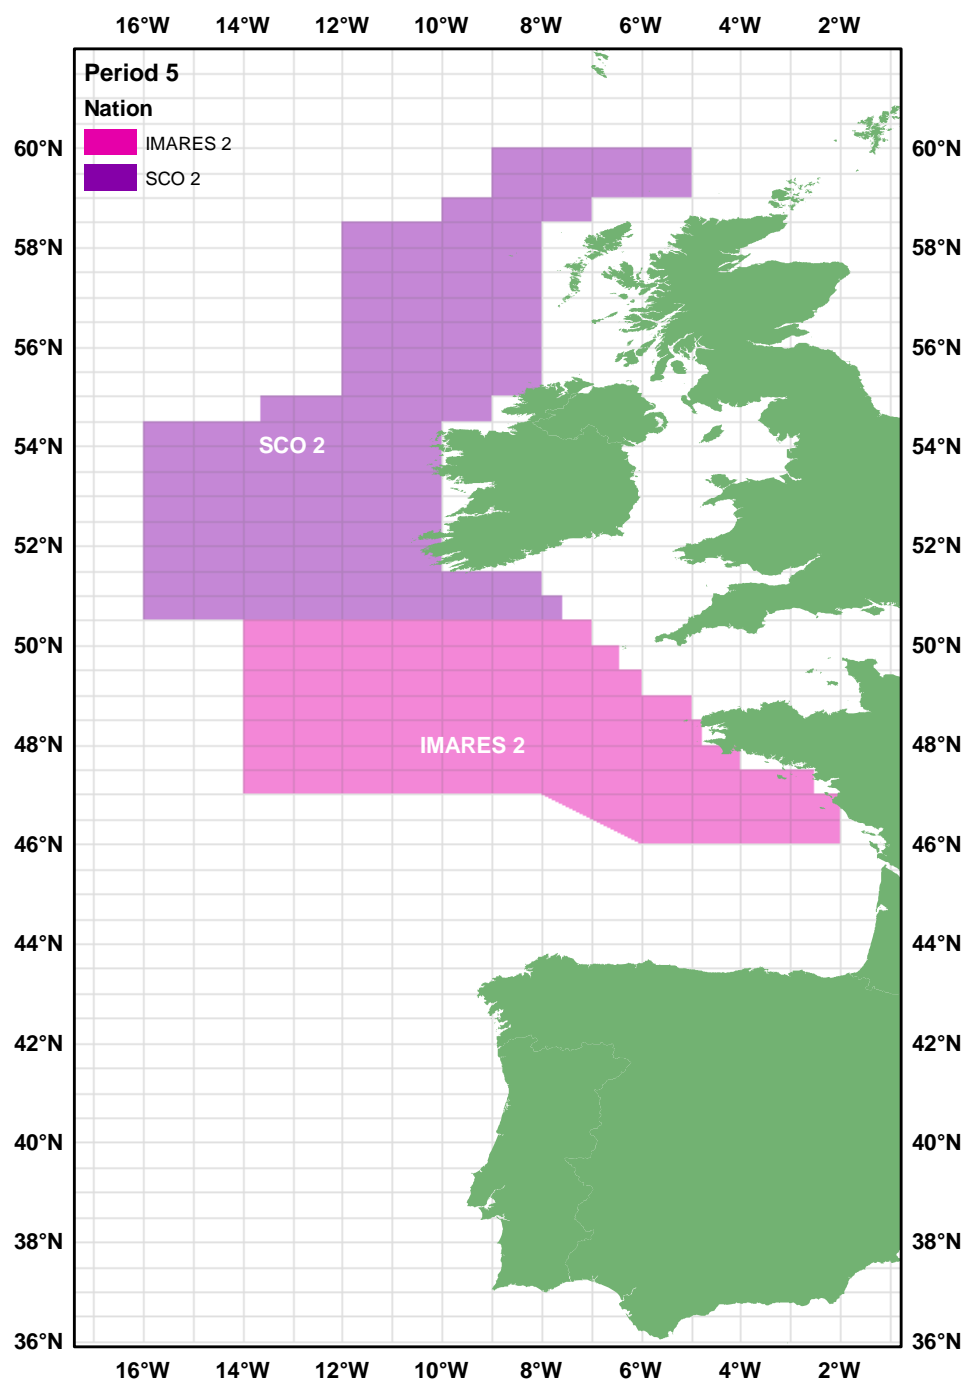 16°W 14°W 12°W 10°W 8°W 6°W 4°W 2°W
Period 5
Nation
IMARES 2
SCO 2
60°N 60°N
58°N 58°N
56°N 56°N
54°N 54°N
SCO 2
52°N 52°N
50°N 50°N
48°N 48°N
IMARES 2
46°N 46°N
44°N 44°N
42°N 42°N
40°N 40°N
38°N 38°N
36°N 36°N
16°W 14°W 12°W 10°W 8°W 6°W 4°W 2°W